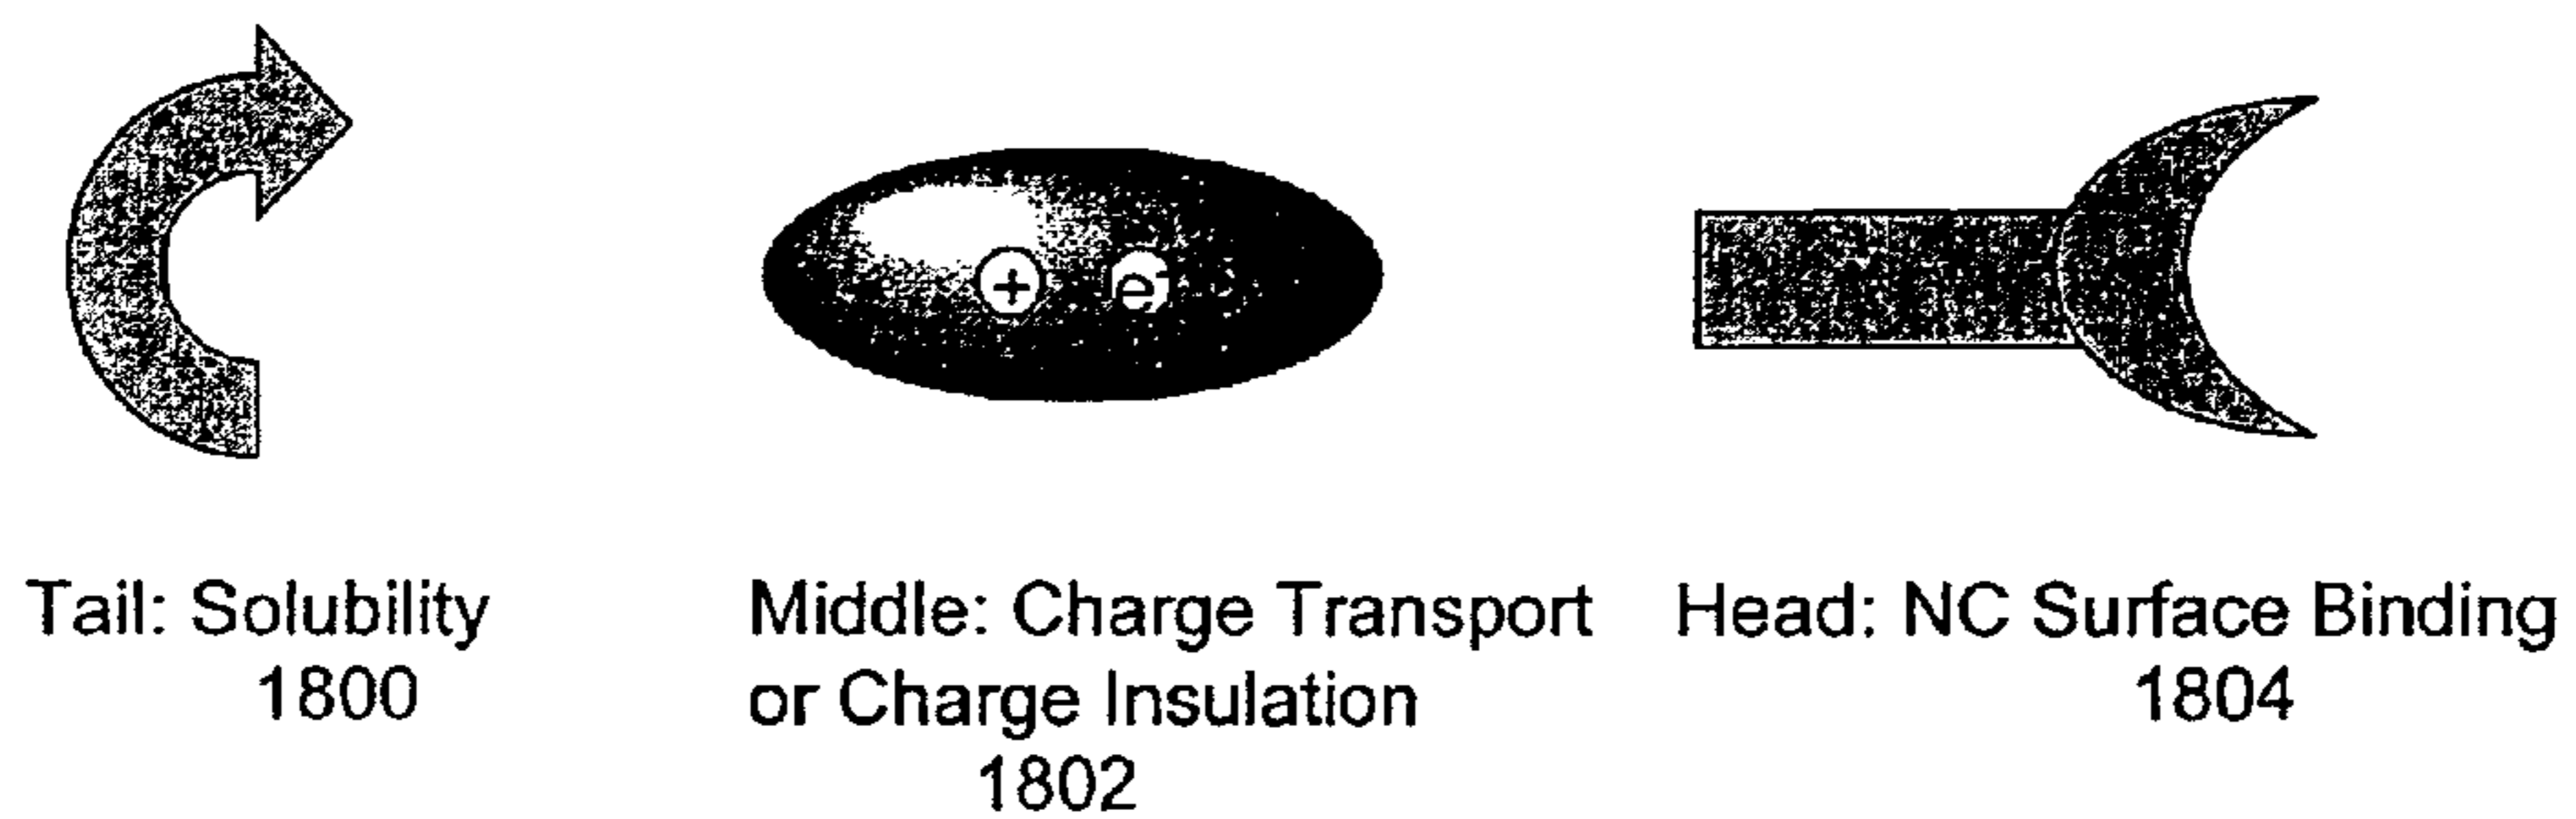 + e-
Tail: Solubility
1800
Middle: Charge Transport
or Charge Insulation
1802
Head: NC Surface Binding
1804